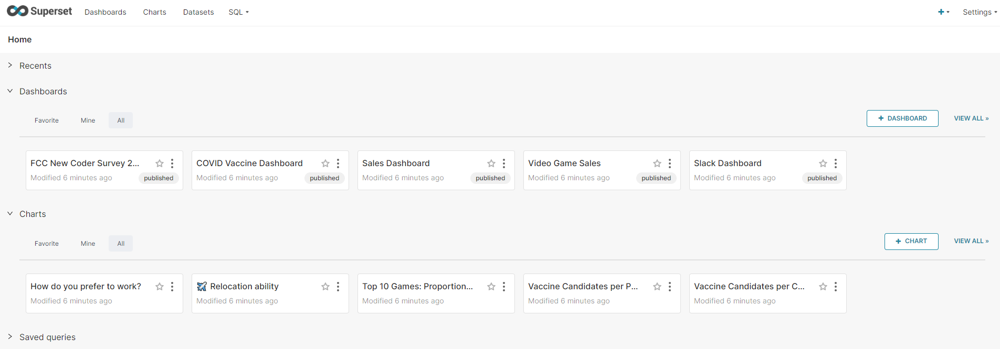 Superset Dashboards Charts Datasets SQL Settings
Home
Recents
Dashboards
Favorite Mine All + DASHBOARD VIEW ALL »
FCC New Coder Survey 2... COVID Vaccine Dashboard Sales Dashboard Video Game Sales Slack Dashboard
Modified 6 minutes ago published Modified 6 minutes ago published Modified 6 minutes ago published Modified 6 minutes ago published Modified 6 minutes ago published
Charts
Favorite Mine All + CHART VIEW ALL »
How do you prefer to work? Relocation ability Top 10 Games: Proportion... Vaccine Candidates per P... Vaccine Candidates per C...
Modified 6 minutes ago Modified 6 minutes ago Modified 6 minutes ago Modified 6 minutes ago Modified 6 minutes ago
Saved queries